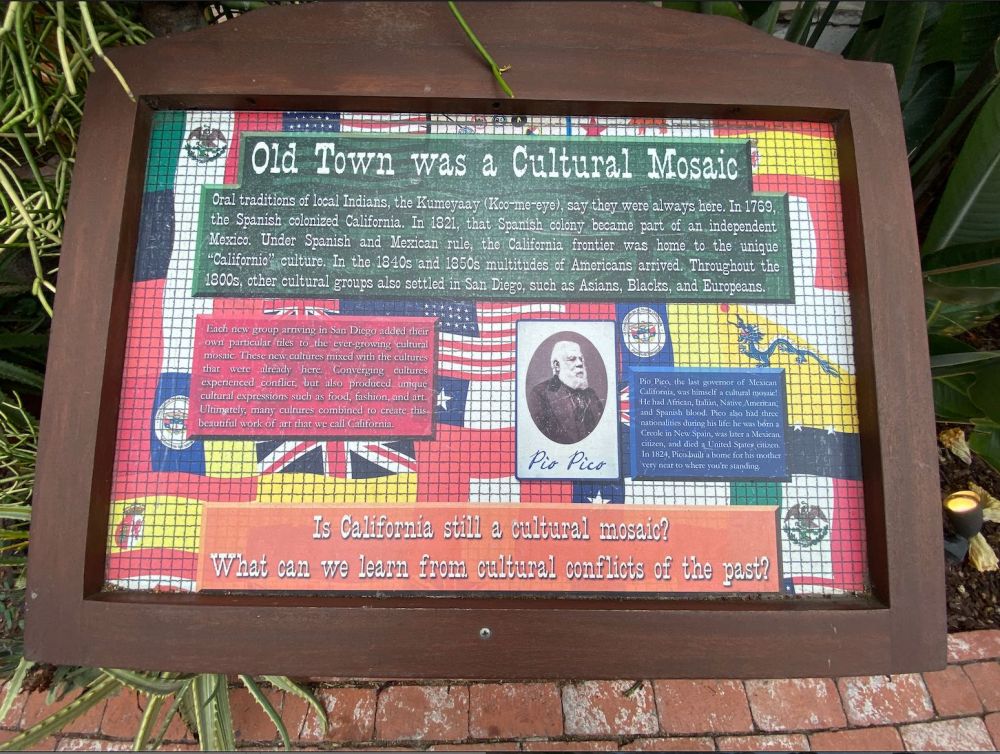 Old Town was a Cultural Mosaic
Oral traditions of local Indians, the Kumeyaay (Koo-me-eye), say they were always here. In 1769,
the Spanish colonized California. In 1821, that Spanish colony became part of an independent
Mexico. Under Spanish and Mexican rule, the California frontier was home to the unique
“Californio” culture. In the 1840s and 1850s multitudes of Americans arrived. Throughout the
1800s, other cultural groups also settled in San Diego, such as Asians, Blacks, and Europeans.
Each new group arriving in San Diego added their
own particular tiles to the ever-growing cultural
mosaic. These new cultures mixed with the cultures
that were already here. Converging cultures
experienced conflict, but also produced unique
cultural expressions such as food, fashion, and art.
Ultimately, many cultures combined to create this
beautiful work of art that we call California.
Pio Pico
Pío Pico, the last governor of Mexican
California, was himself a cultural mosaic!
He had African, Italian, Native American,
and Spanish blood. Pico also had three
nationalities during his life: he was born a
Creole in New Spain, was later a Mexican
citizen, and died a United States citizen.
In 1824, Pico built a home for his mother
very near to where you're standing.
Is California still a cultural mosaic?
What can we learn from cultural conflicts of the past?